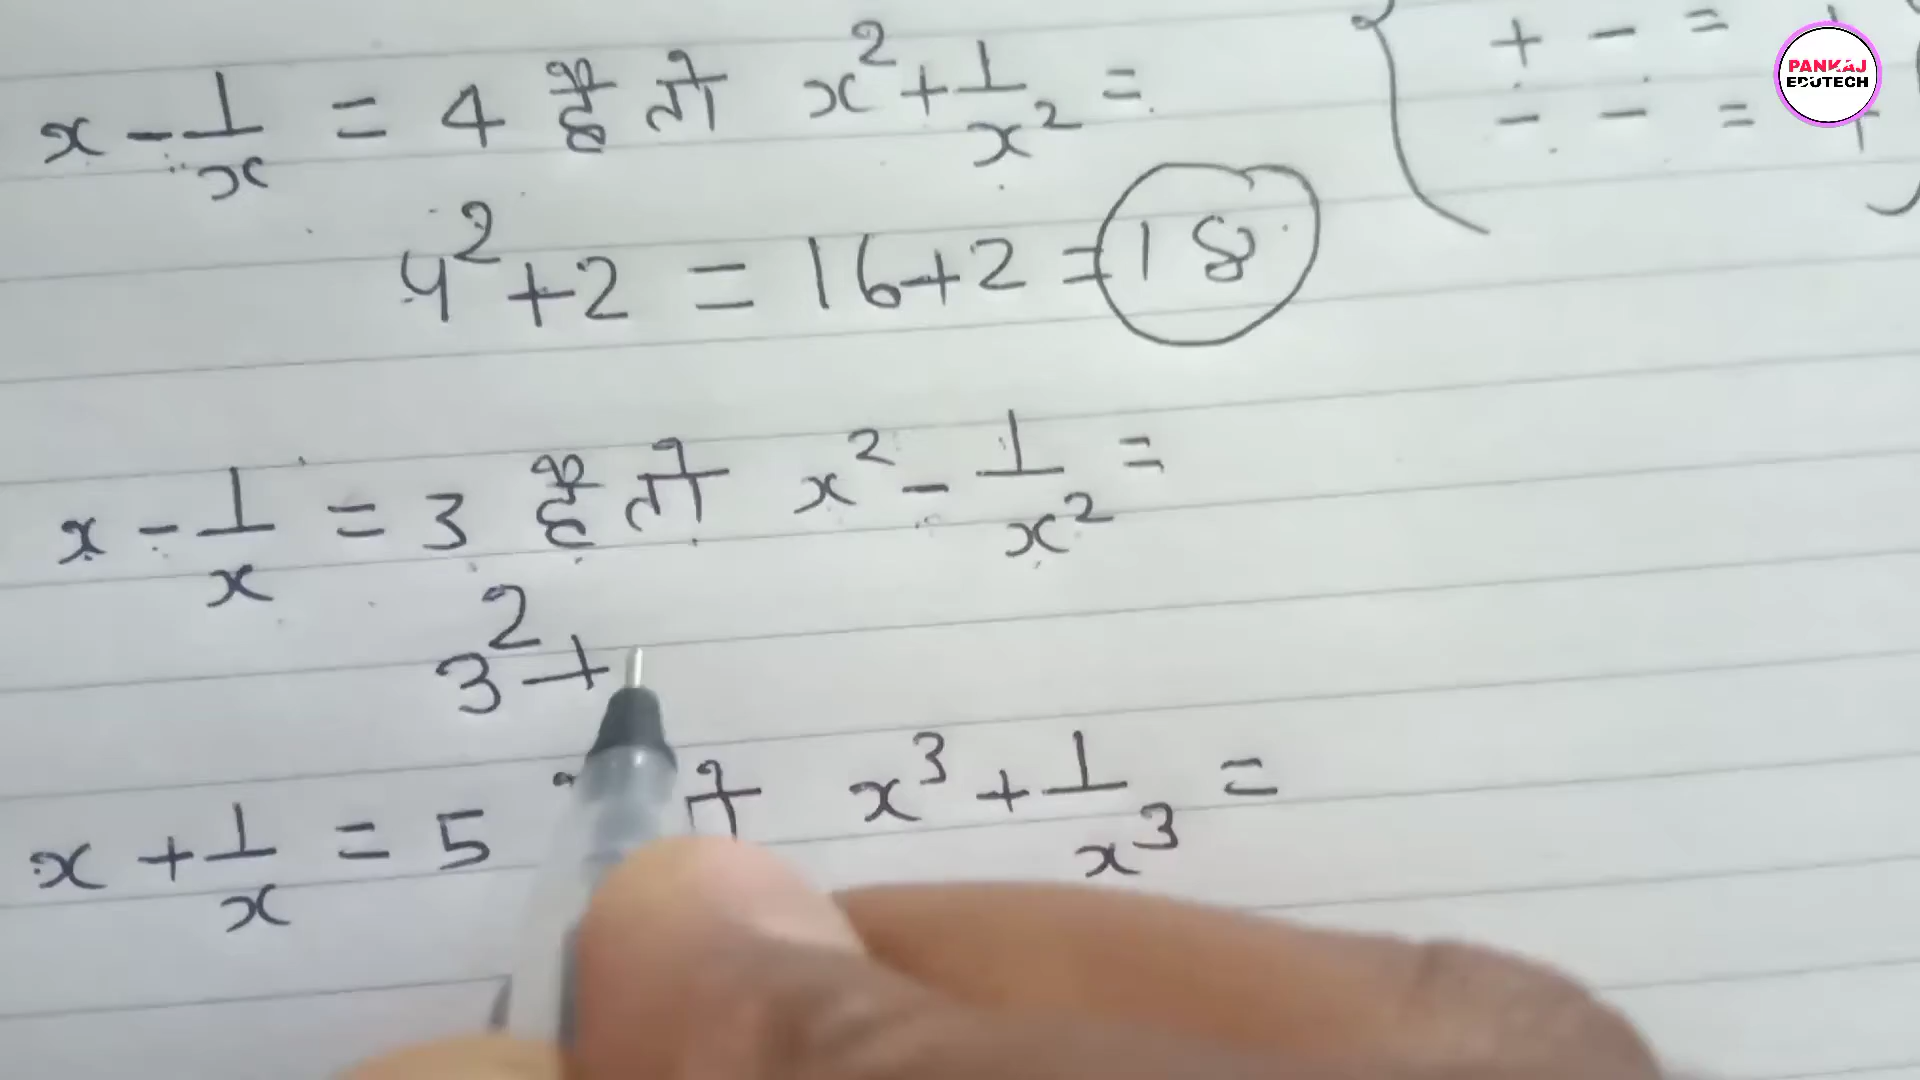 + - =
PANKAJ
EDUTECH
- - = +
x - 1/x = 4 है तो x² + 1/x² =
4² + 2 = 16 + 2 = 18
x - 1/x = 3 है तो x² - 1/x² =
3² +
x + 1/x = 5 तो x³ + 1/x³ =